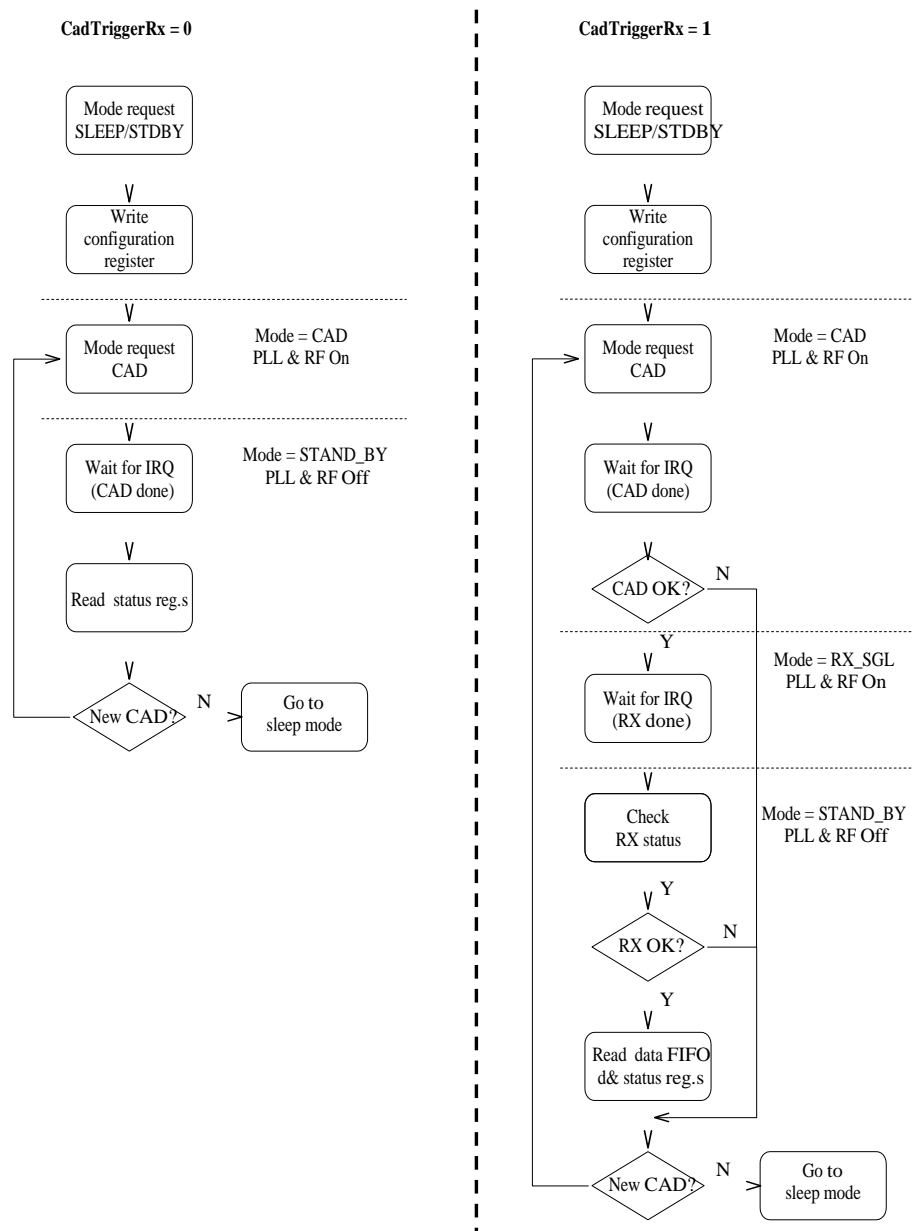 CadTriggerRx = 0
Mode request
SLEEP/STDBY
Write
configuration
register
Mode request
CAD
Mode = CAD
PLL & RF On
Wait for IRQ
(CAD done)
Mode = STAND_BY
PLL & RF Off
Read status reg.s
New CAD?
N
Go to
sleep mode
CadTriggerRx = 1
Mode request
SLEEP/STDBY
Write
configuration
register
Mode request
CAD
Mode = CAD
PLL & RF On
Wait for IRQ
(CAD done)
CAD OK?
N
Y
Mode = RX_SGL
PLL & RF On
Wait for IRQ
(RX done)
Check
RX status
Mode = STAND_BY
PLL & RF Off
Y
RX OK?
N
Y
Read data FIFO
d& status reg.s
New CAD?
N
Go to
sleep mode